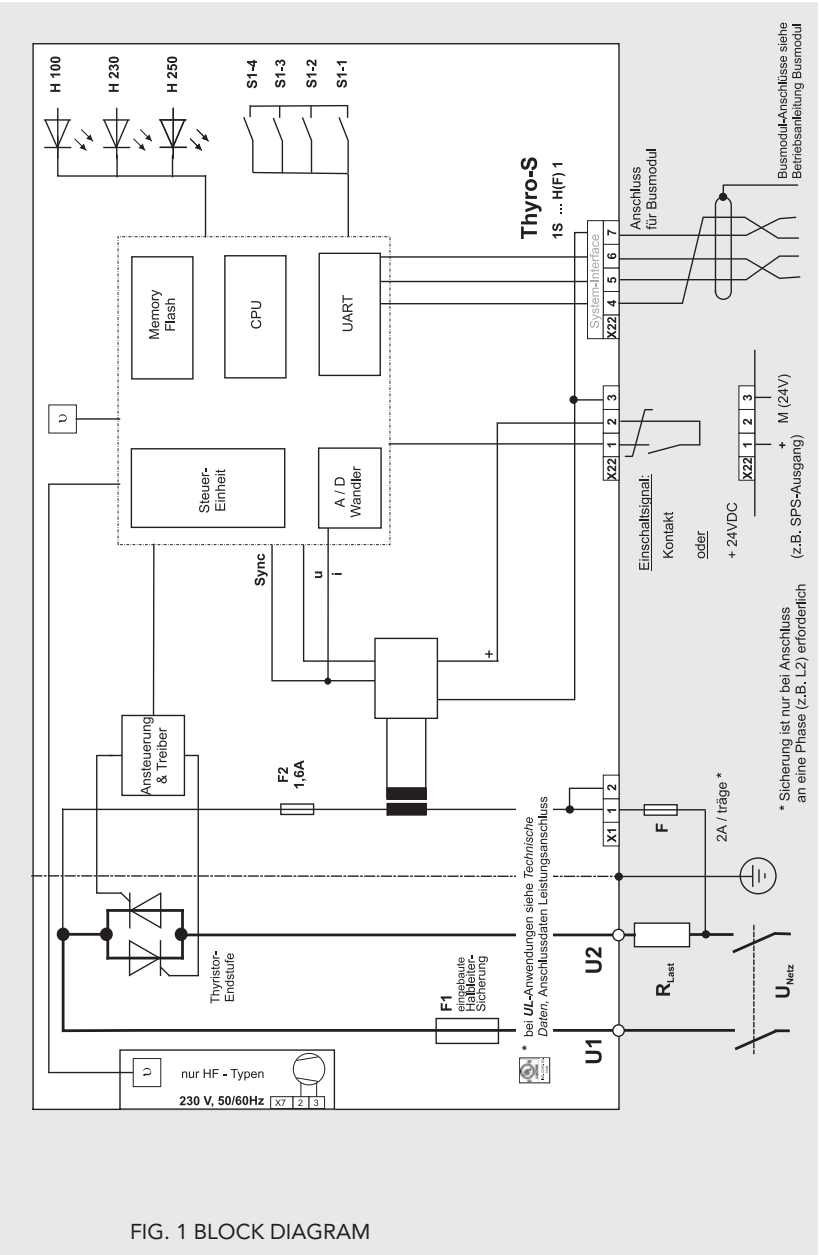 H 100
H 230
H 250
S1-4
S1-3
S1-2
S1-1
Thyro-S
1S ... H(F) 1
Memory
Flash
CPU
UART
ʋ
Steuer-
Einheit
A / D
Wandler
Sync
u
i
+
Ansteuerung
& Treiber
F2
1,6A
Thyristor-
Endstufe
F1
eingebaute
Halbleiter-
Sicherung
ʋ
nur HF - Typen
230 V, 50/60Hz
X7 2 3
* bei UL-Anwendungen siehe Technische
Daten, Anschlussdaten Leistungsanschluss
U1
U2
X1 1 2
X22 1 2 3
System-Interface
X22 4 5 6 7
Anschluss
für Busmodul
Busmodul-Anschlüsse siehe
Betriebsanleitung Busmodul
Einschaltsignal:
Kontakt
oder
+ 24VDC
(z.B. SPS-Ausgang)
X22 1 2 3
+ M (24V)
F
2A / träge *
* Sicherung ist nur bei Anschluss
an eine Phase (z.B. L2) erforderlich
RLast
UNetz
FIG. 1 BLOCK DIAGRAM